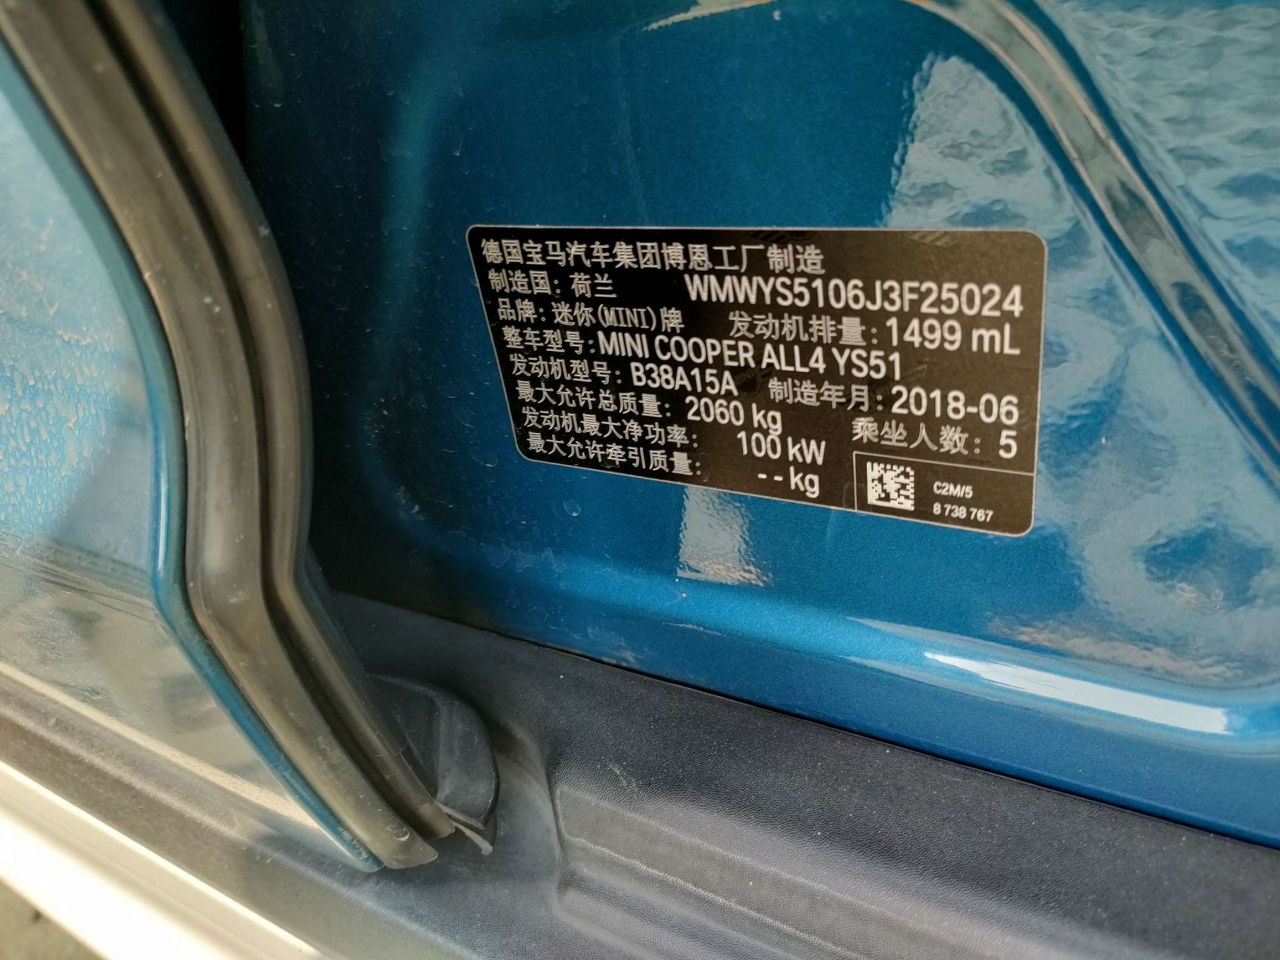 德国宝马汽车集团博恩工厂制造
制造国：荷兰 WMWYS5106J3F25024
品牌：迷你(MINI)牌 发动机排量：1499 mL
整车型号：MINI COOPER ALL4 YS51
发动机型号：B38A15A 制造年月：2018-06
最大允许总质量：2060 kg 乘坐人数：5
发动机最大净功率：100 kW
最大允许牵引质量：--kg
C2M/5
8 738 767